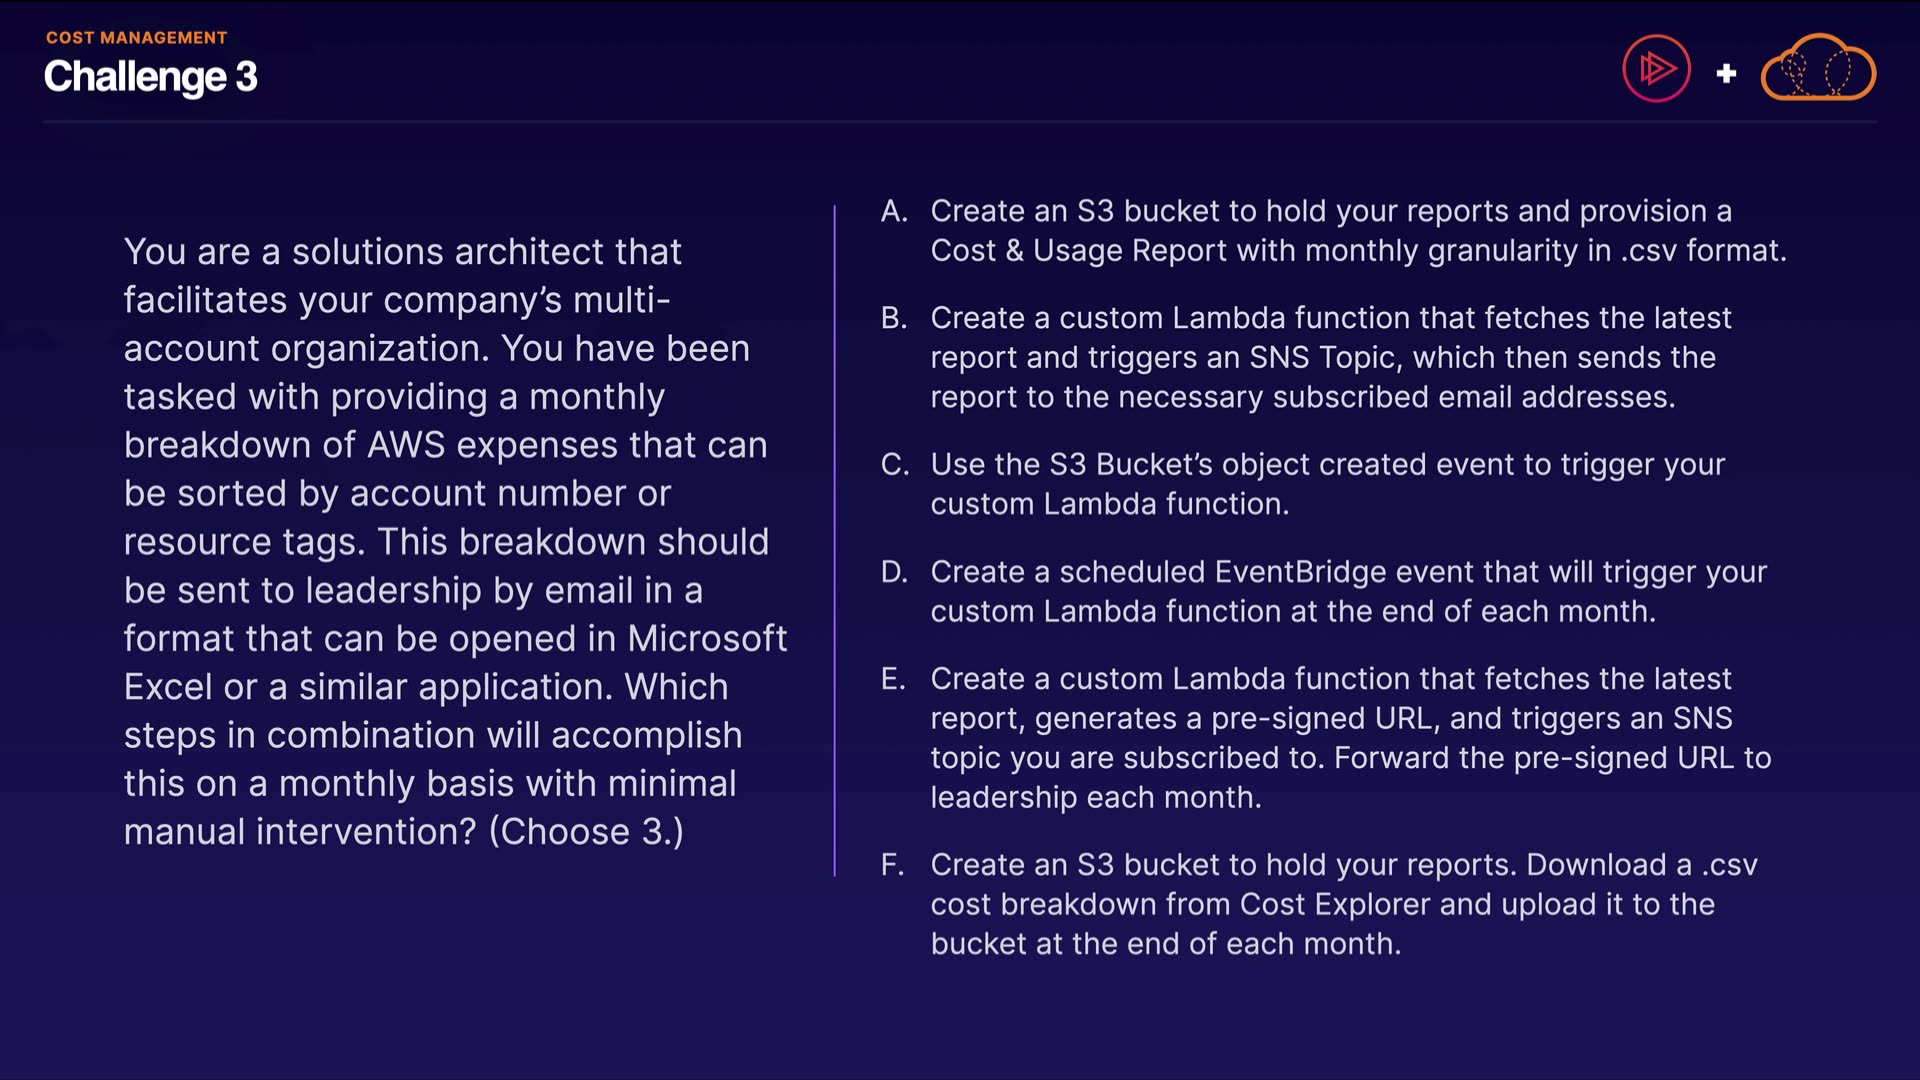 COST MANAGEMENT
Challenge 3
You are a solutions architect that
facilitates your company's multi-
account organization. You have been
tasked with providing a monthly
breakdown of AWS expenses that can
be sorted by account number or
resource tags. This breakdown should
be sent to leadership by email in a
format that can be opened in Microsoft
Excel or a similar application. Which
steps in combination will accomplish
this on a monthly basis with minimal
manual intervention? (Choose 3.)
A. Create an S3 bucket to hold your reports and provision a
Cost & Usage Report with monthly granularity in .csv format.
B. Create a custom Lambda function that fetches the latest
report and triggers an SNS Topic, which then sends the
report to the necessary subscribed email addresses.
C. Use the S3 Bucket's object created event to trigger your
custom Lambda function.
D. Create a scheduled EventBridge event that will trigger your
custom Lambda function at the end of each month.
E. Create a custom Lambda function that fetches the latest
report, generates a pre-signed URL, and triggers an SNS
topic you are subscribed to. Forward the pre-signed URL to
leadership each month.
F. Create an S3 bucket to hold your reports. Download a .csv
cost breakdown from Cost Explorer and upload it to the
bucket at the end of each month.